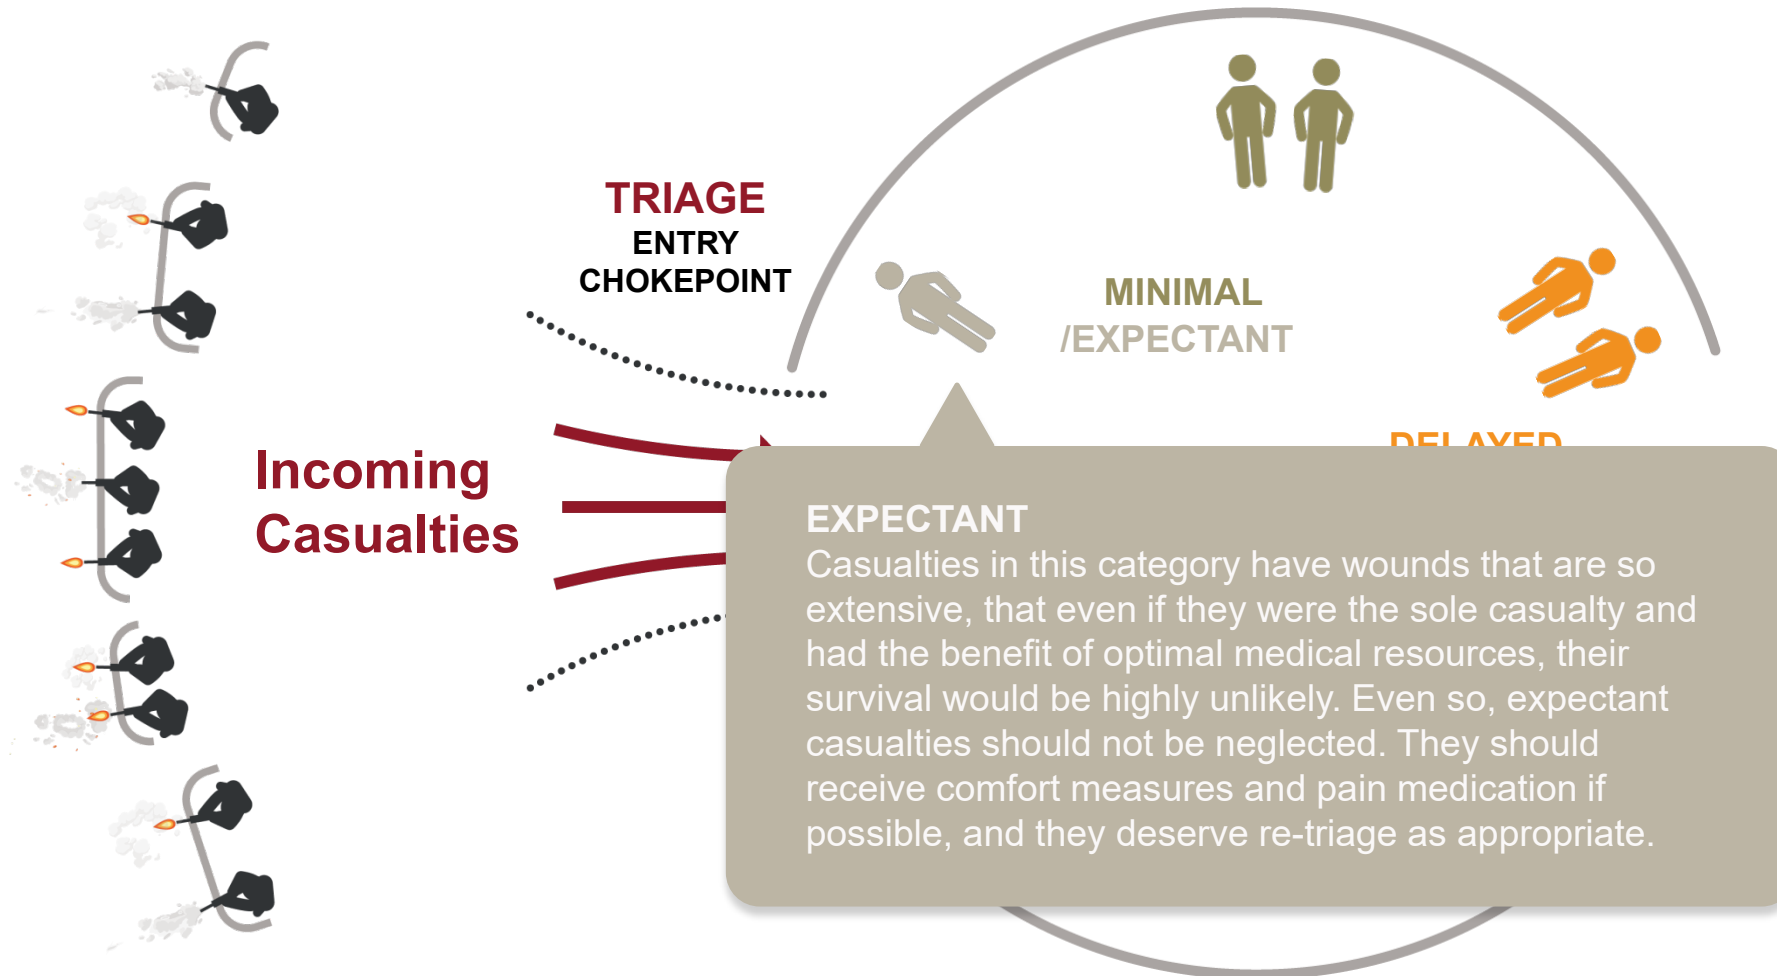 TRIAGE
ENTRY
CHOKEPOINT
MINIMAL
/EXPECTANT
DELAYED
Incoming
Casualties
EXPECTANT
Casualties in this category have wounds that are so
extensive, that even if they were the sole casualty and
had the benefit of optimal medical resources, their
survival would be highly unlikely. Even so, expectant
casualties should not be neglected. They should
receive comfort measures and pain medication if
possible, and they deserve re-triage as appropriate.